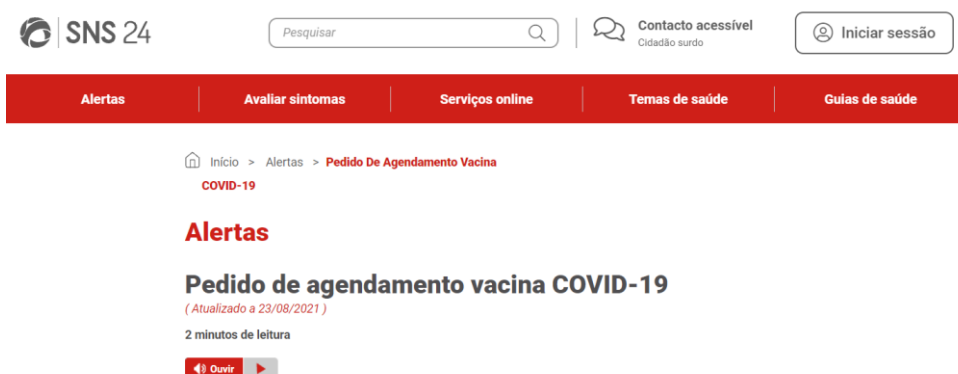 SNS 24
Pesquisar
Contacto acessível
Cidadão surdo
Iniciar sessão
Alertas
Avaliar sintomas
Serviços online
Temas de saúde
Guias de saúde
Início > Alertas > Pedido De Agendamento Vacina
COVID-19
Alertas
Pedido de agendamento vacina COVID-19
( Atualizado a 23/08/2021 )
2 minutos de leitura
Ouvir